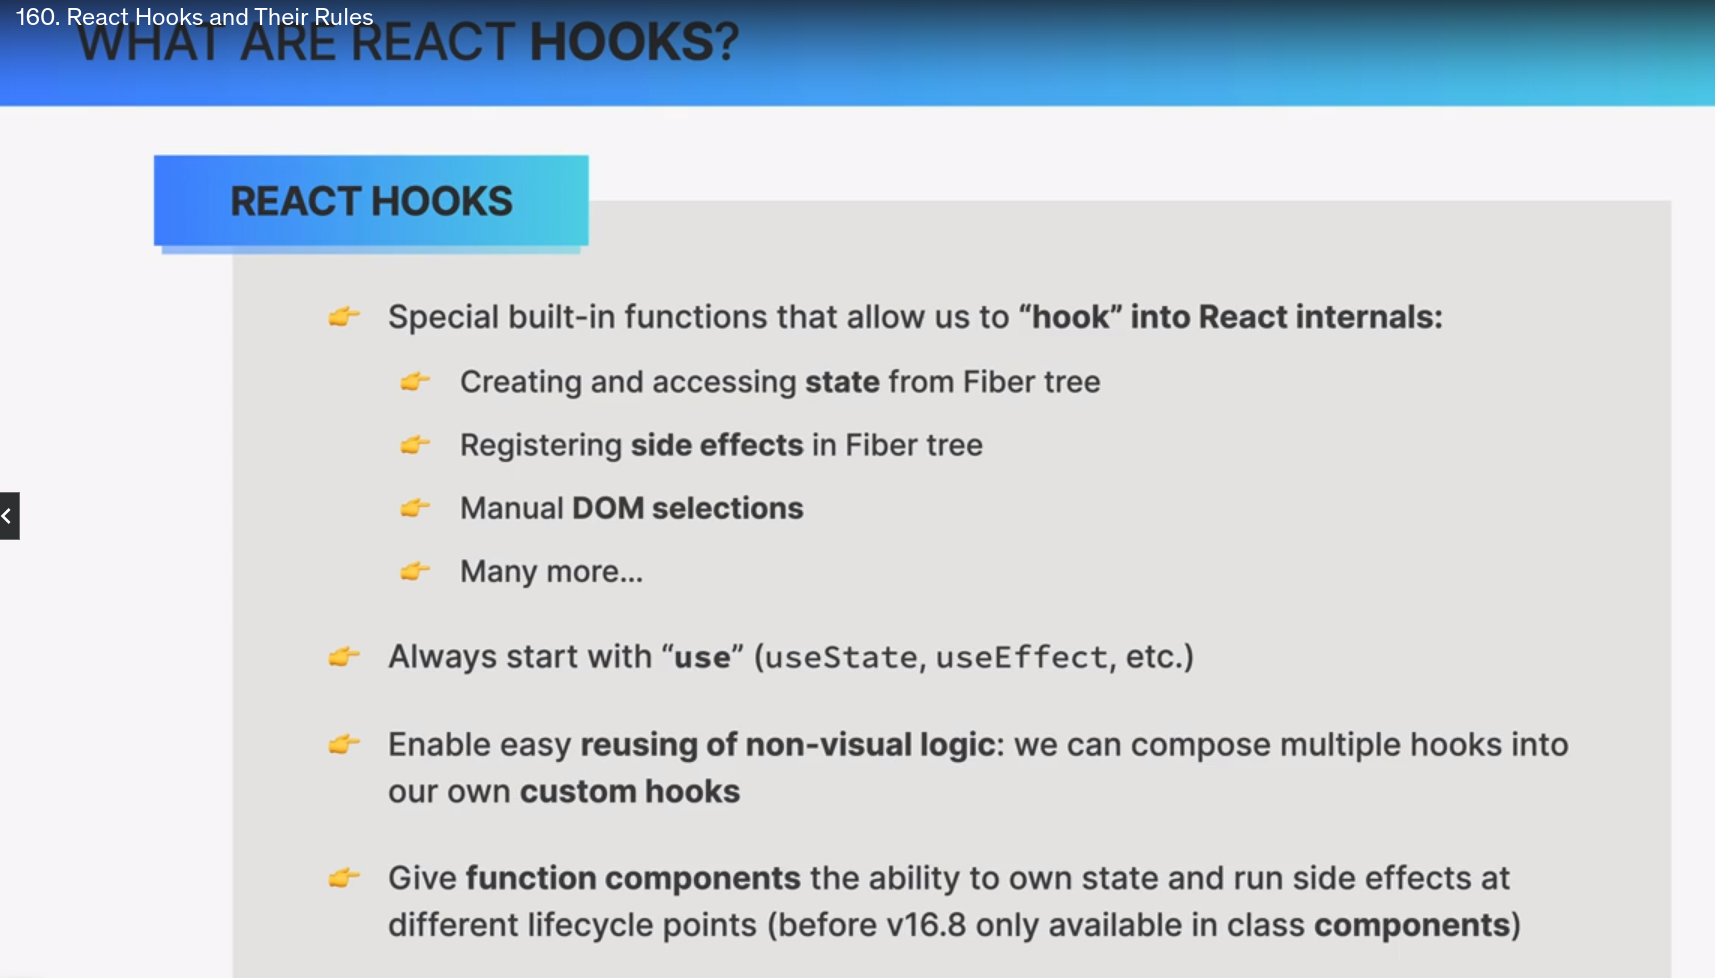 160. React Hooks and Their Rules
WHAT ARE REACT HOOKS?
REACT HOOKS
Special built-in functions that allow us to “hook” into React internals:
Creating and accessing state from Fiber tree
Registering side effects in Fiber tree
Manual DOM selections
Many more…
Always start with “use” (useState, useEffect, etc.)
Enable easy reusing of non-visual logic: we can compose multiple hooks into
our own custom hooks
Give function components the ability to own state and run side effects at
different lifecycle points (before v16.8 only available in class components)